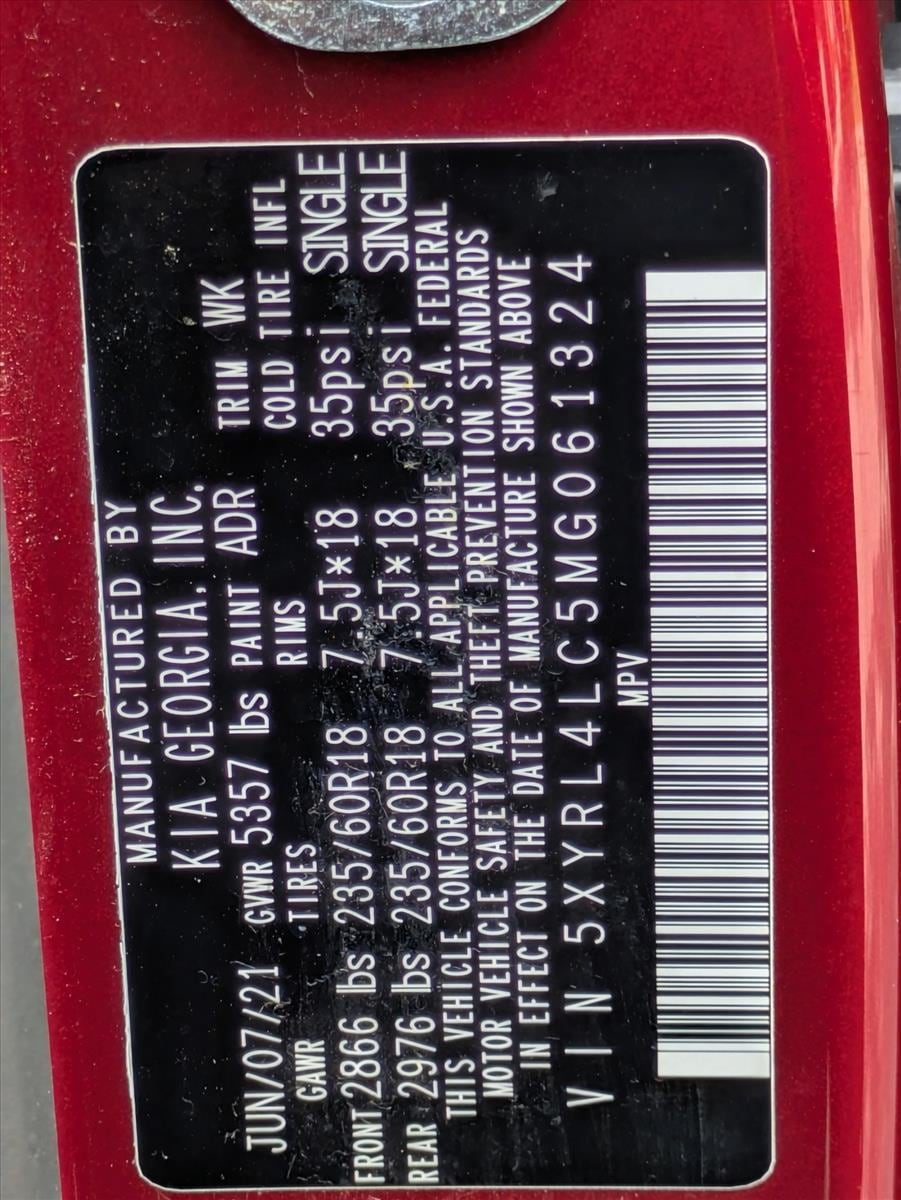 MANUFACTURED BY
KIA GEORGIA, INC.
JUN/07/21 GVWR 5357 lbs PAINT ADR TRIM WK
GAWR TIRES RIMS COLD TIRE INFL
FRONT 2866 lbs 235/60R18 7.5J*18 35psi SINGLE
REAR 2976 lbs 235/60R18 7.5J*18 35psi SINGLE
THIS VEHICLE CONFORMS TO ALL APPLICABLE U.S.A. FEDERAL
MOTOR VEHICLE SAFETY AND THEFT PREVENTION STANDARDS
IN EFFECT ON THE DATE OF MANUFACTURE SHOWN ABOVE
VIN 5XYRL4LC5MG061324
MPV